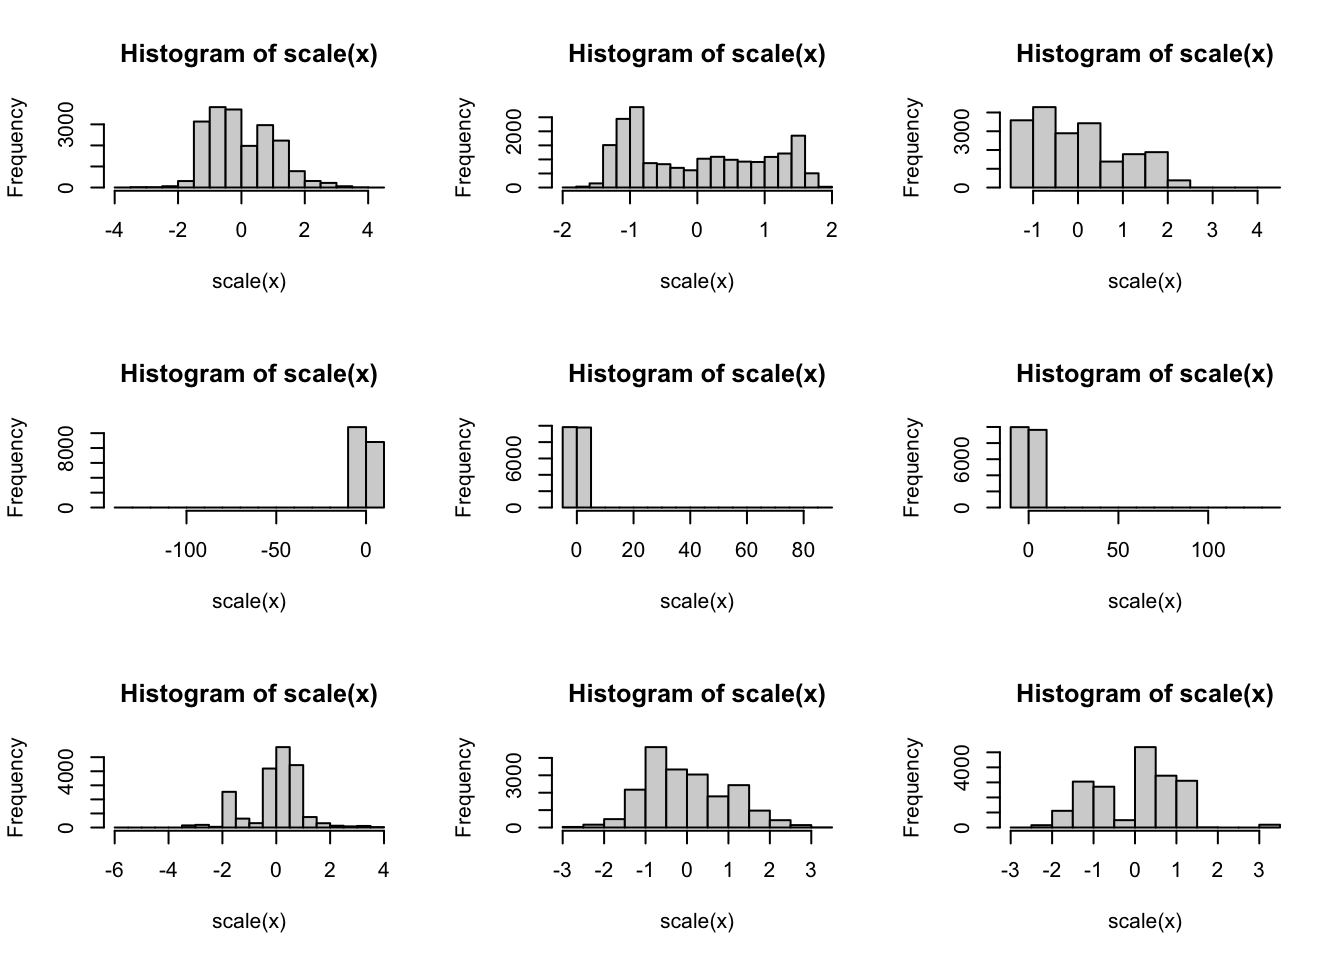 Histogram of scale(x)
Frequency
0 3000
-4 -2 0 2 4
scale(x)
Histogram of scale(x)
Frequency
0 2000
-2 -1 0 1 2
scale(x)
Histogram of scale(x)
Frequency
0 3000
-1 0 1 2 3 4
scale(x)
Histogram of scale(x)
Frequency
0 8000
-100 -50 0
scale(x)
Histogram of scale(x)
Frequency
0 6000
0 20 40 60 80
scale(x)
Histogram of scale(x)
Frequency
0 6000
0 50 100
scale(x)
Histogram of scale(x)
Frequency
0 4000
-6 -4 -2 0 2 4
scale(x)
Histogram of scale(x)
Frequency
0 3000
-3 -2 -1 0 1 2 3
scale(x)
Histogram of scale(x)
Frequency
0 4000
-3 -2 -1 0 1 2 3
scale(x)